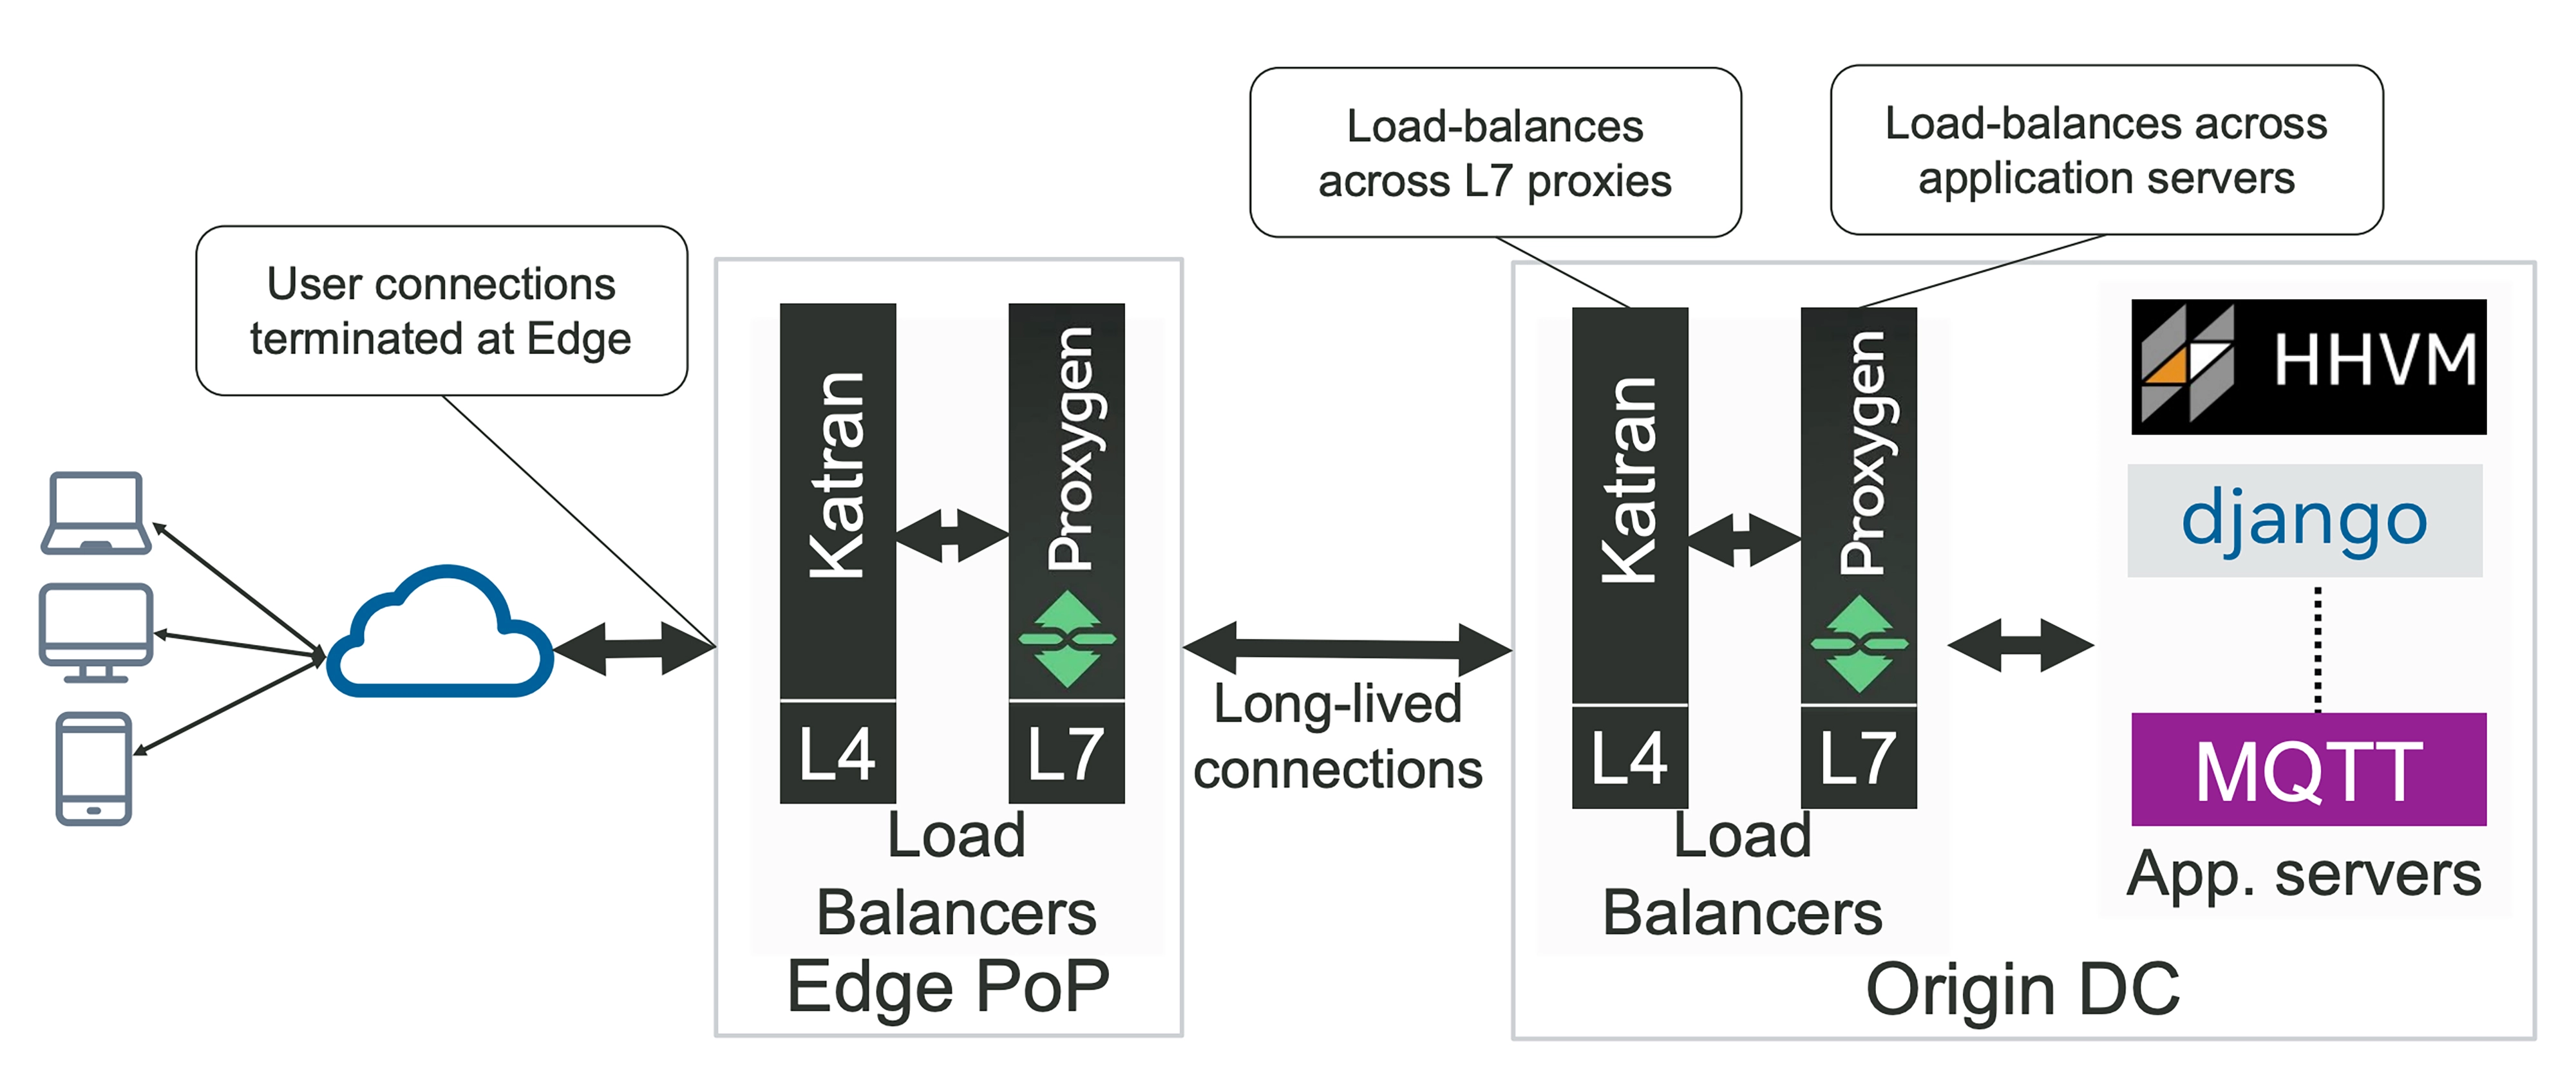 User connections
terminated at Edge
Load-balances
across L7 proxies
Load-balances across
application servers
Katran
L4
Proxygen
L7
Load
Balancers
Edge PoP
Long-lived
connections
Katran
L4
Proxygen
L7
Load
Balancers
HHVM
django
MQTT
App. servers
Origin DC